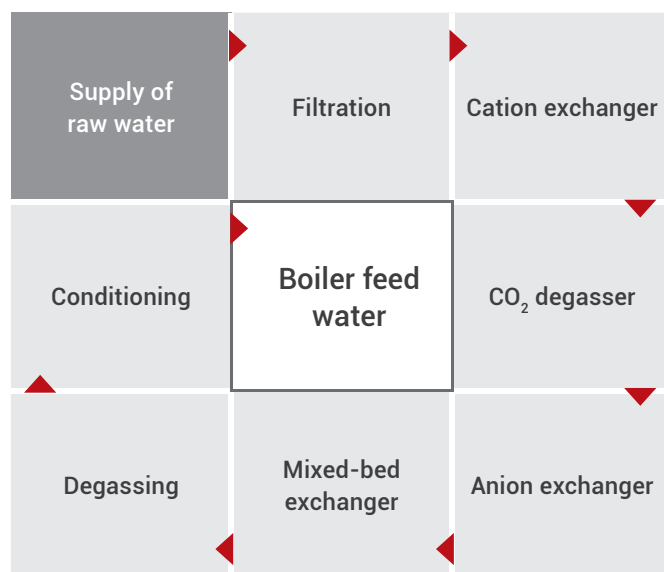 Supply of
raw water
Filtration
Cation exchanger
Conditioning
Boiler feed
water
CO₂ degasser
Degassing
Mixed-bed
exchanger
Anion exchanger